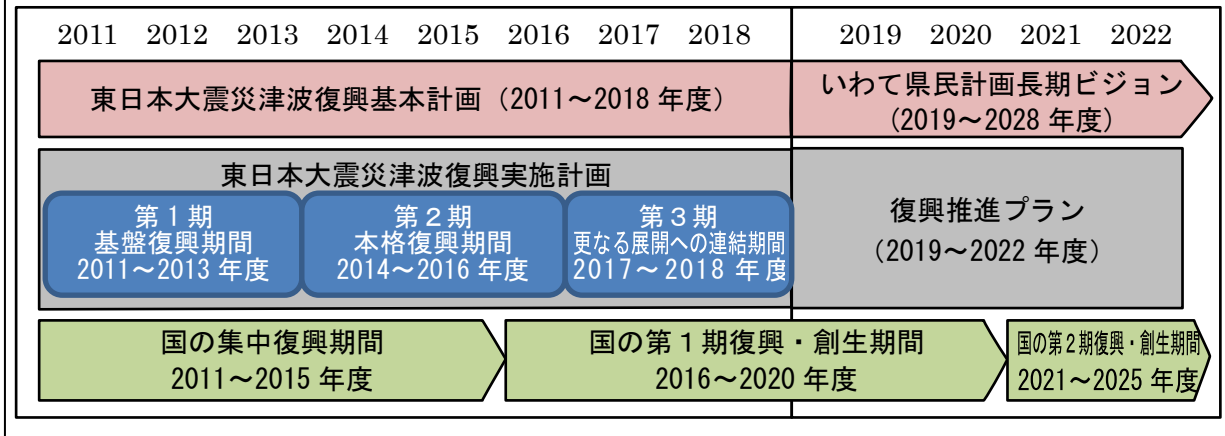 2011 2012 2013 2014 2015 2016 2017 2018 2019 2020 2021 2022
東日本大震災津波復興基本計画(2011~2018 年度)
いわて県民計画長期ビジョン
(2019~2028 年度)
東日本大震災津波復興実施計画
第1期
基盤復興期間
2011~2013 年度
第2期
本格復興期間
2014~2016 年度
第3期
更なる展開への連結期間
2017~2018 年度
復興推進プラン
(2019~2022 年度)
国の集中復興期間
2011~2015 年度
国の第1期復興・創生期間
2016~2020 年度
国の第2期復興・創生期間
2021~2025 年度